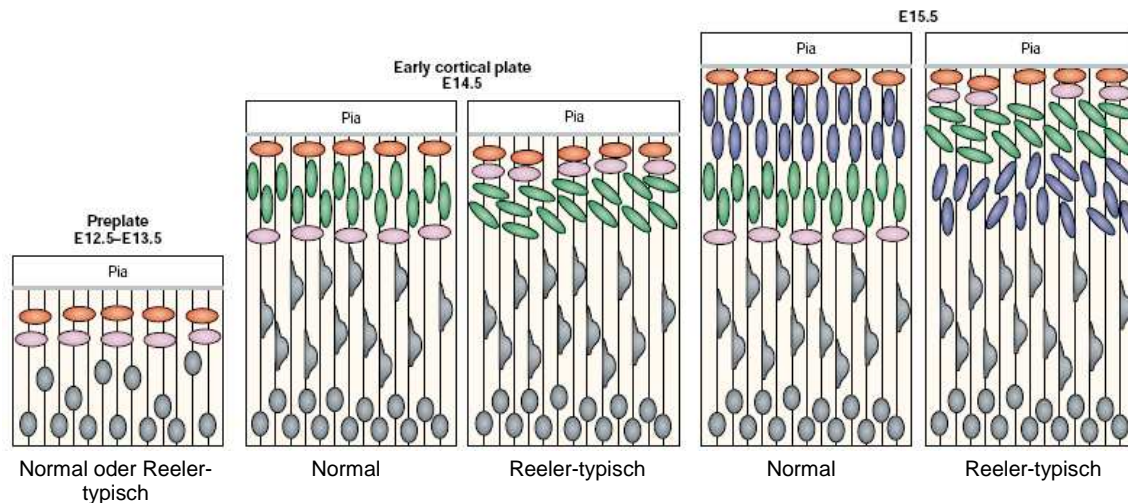 E15.5
Pia
Pia
Early cortical plate
E14.5
Pia
Pia
Preplate
E12.5–E13.5
Pia
Normal oder Reeler-
typisch
Normal
Reeler-typisch
Normal
Reeler-typisch